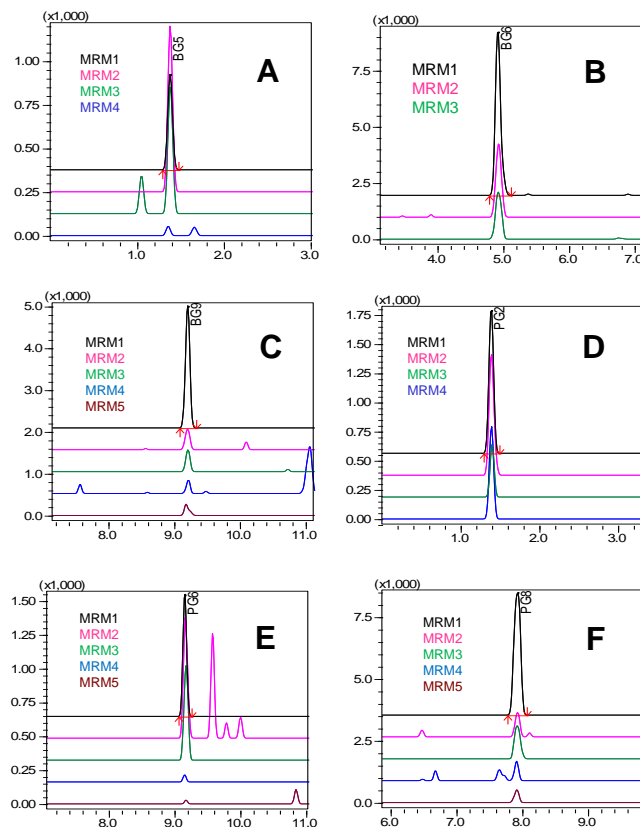 (x1,000)
BG5
A
MRM1
MRM2
MRM3
MRM4
1.00
0.75
0.50
0.25
0.00
1.0 2.0 3.0
(x1,000)
BG6
B
MRM1
MRM2
MRM3
7.5
5.0
2.5
0.0
4.0 5.0 6.0 7.0
(x1,000)
BG9
C
MRM1
MRM2
MRM3
MRM4
MRM5
5.0
4.0
3.0
2.0
1.0
0.0
8.0 9.0 10.0 11.0
(x1,000)
PG2
D
MRM1
MRM2
MRM3
MRM4
1.75
1.50
1.25
1.00
0.75
0.50
0.25
0.00
1.0 2.0 3.0
(x1,000)
PG6
E
MRM1
MRM2
MRM3
MRM4
MRM5
1.50
1.25
1.00
0.75
0.50
0.25
0.00
8.0 9.0 10.0 11.0
(x1,000)
PG8
F
MRM1
MRM2
MRM3
MRM4
MRM5
7.5
5.0
2.5
0.0
6.0 7.0 8.0 9.0